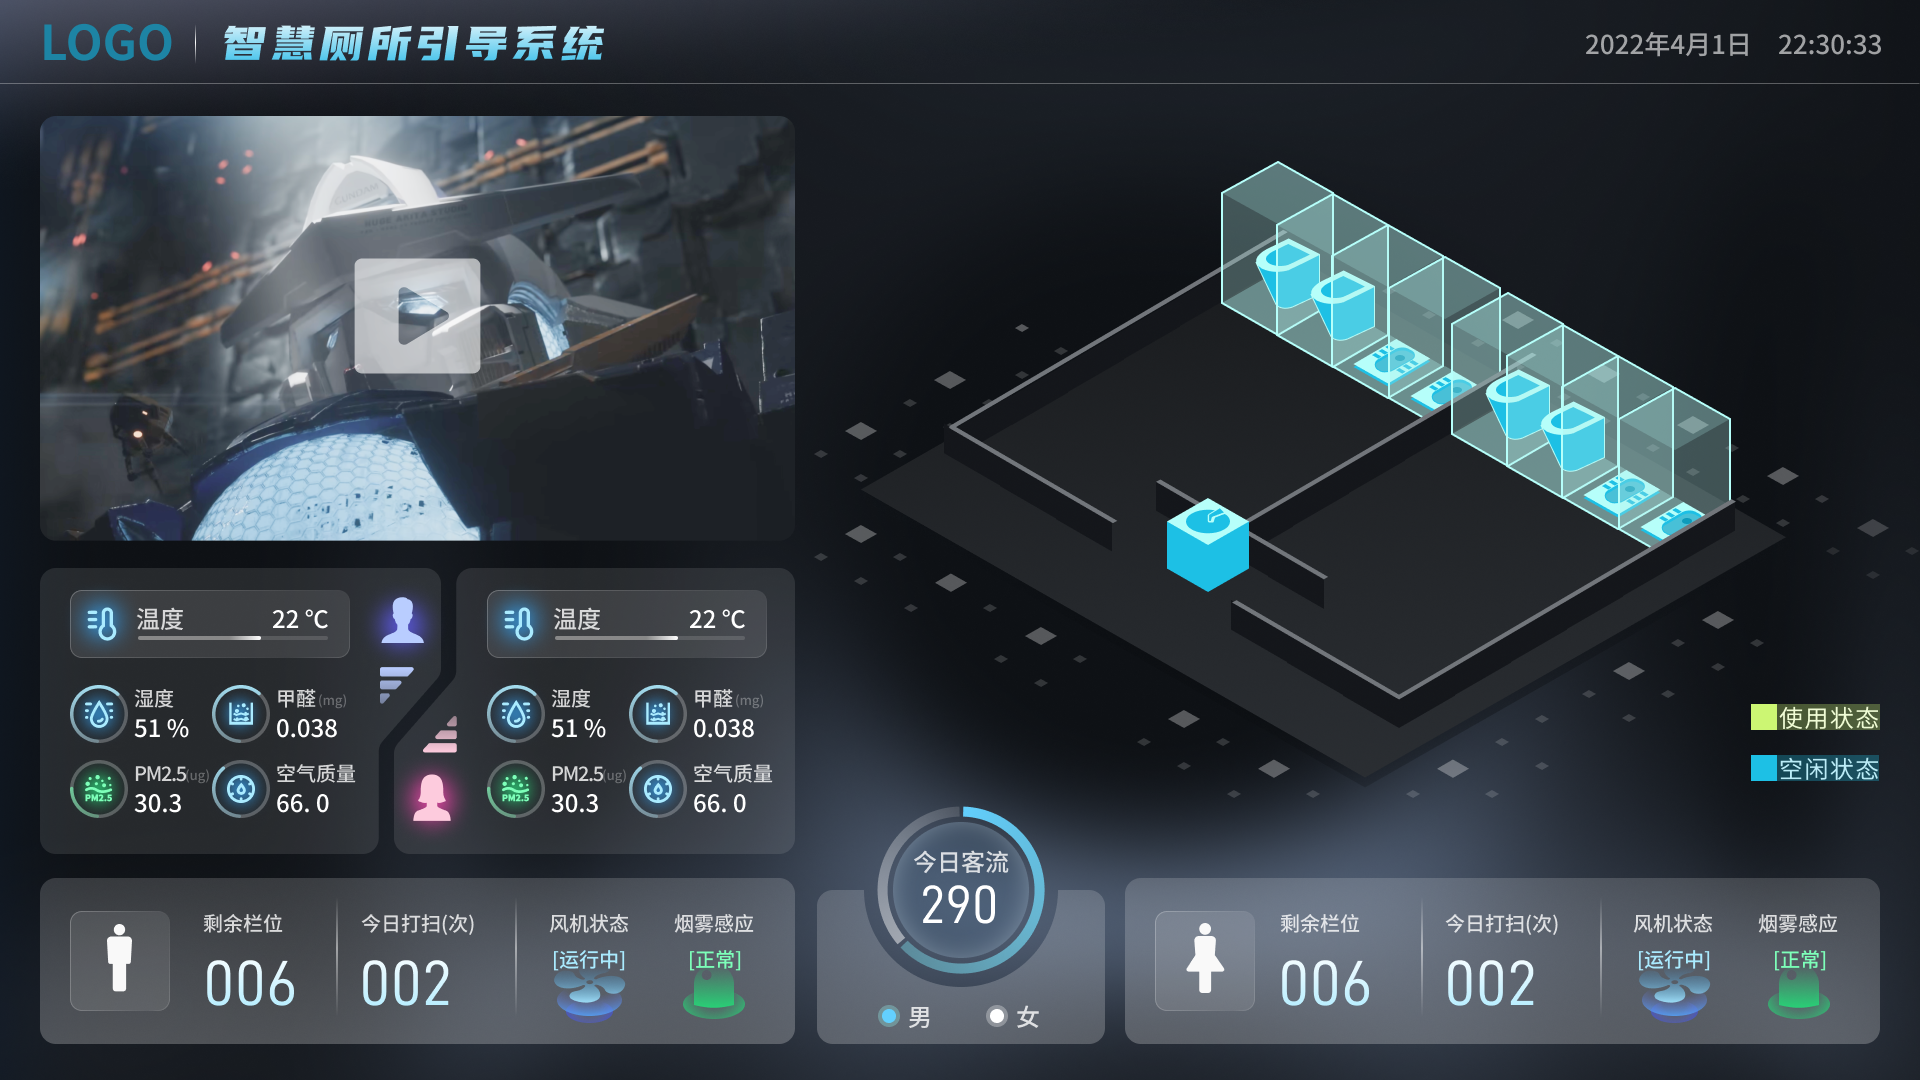 LOGO
智慧厕所引导系统
2022年4月1日 22:30:33
温度 22 ℃
湿度
51 %
甲醛(mg)
0.038
PM2.5(ug)
PM2.5
30.3
空气质量
66. 0
温度 22 ℃
湿度
51 %
甲醛(mg)
0.038
PM2.5(ug)
PM2.5
30.3
空气质量
66. 0
使用状态
空闲状态
剩余栏位
006
今日打扫(次)
002
风机状态
[运行中]
烟雾感应
[正常]
今日客流
290
男
女
剩余栏位
006
今日打扫(次)
002
风机状态
[运行中]
烟雾感应
[正常]